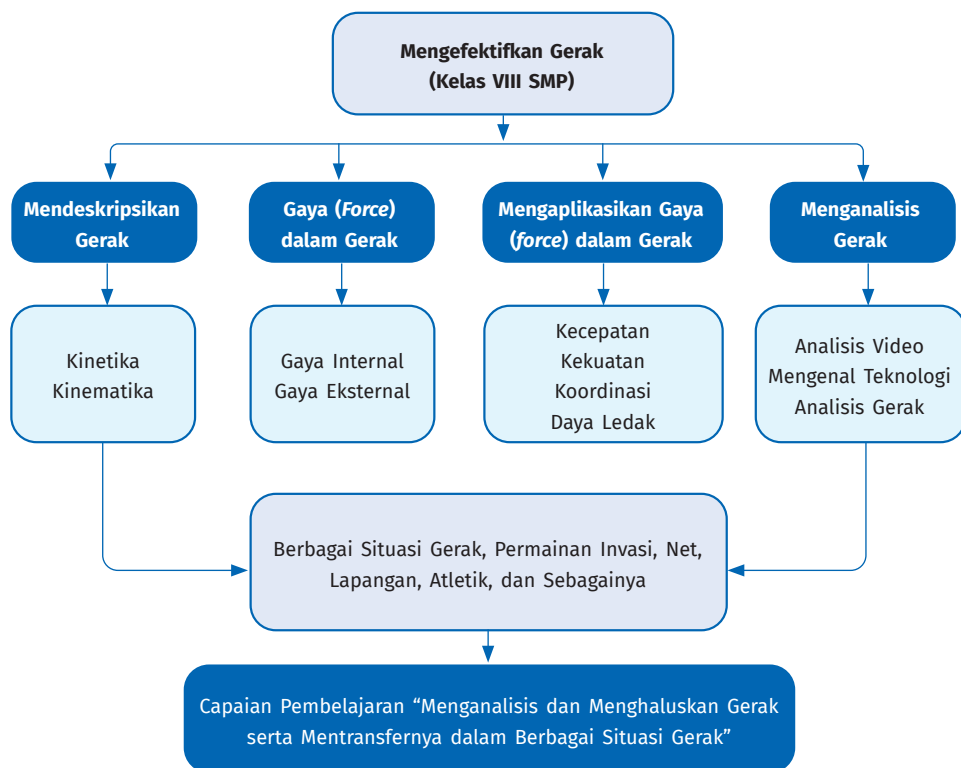 Mengefektifkan Gerak
(Kelas VIII SMP)
Mendeskripsikan
Gerak
Gaya (Force)
dalam Gerak
Mengaplikasikan Gaya
(force) dalam Gerak
Menganalisis
Gerak
Kinetika
Kinematika
Gaya Internal
Gaya Eksternal
Kecepatan
Kekuatan
Koordinasi
Daya Ledak
Analisis Video
Mengenal Teknologi
Analisis Gerak
Berbagai Situasi Gerak, Permainan Invasi, Net,
Lapangan, Atletik, dan Sebagainya
Capaian Pembelajaran “Menganalisis dan Menghaluskan Gerak
serta Mentransfernya dalam Berbagai Situasi Gerak”